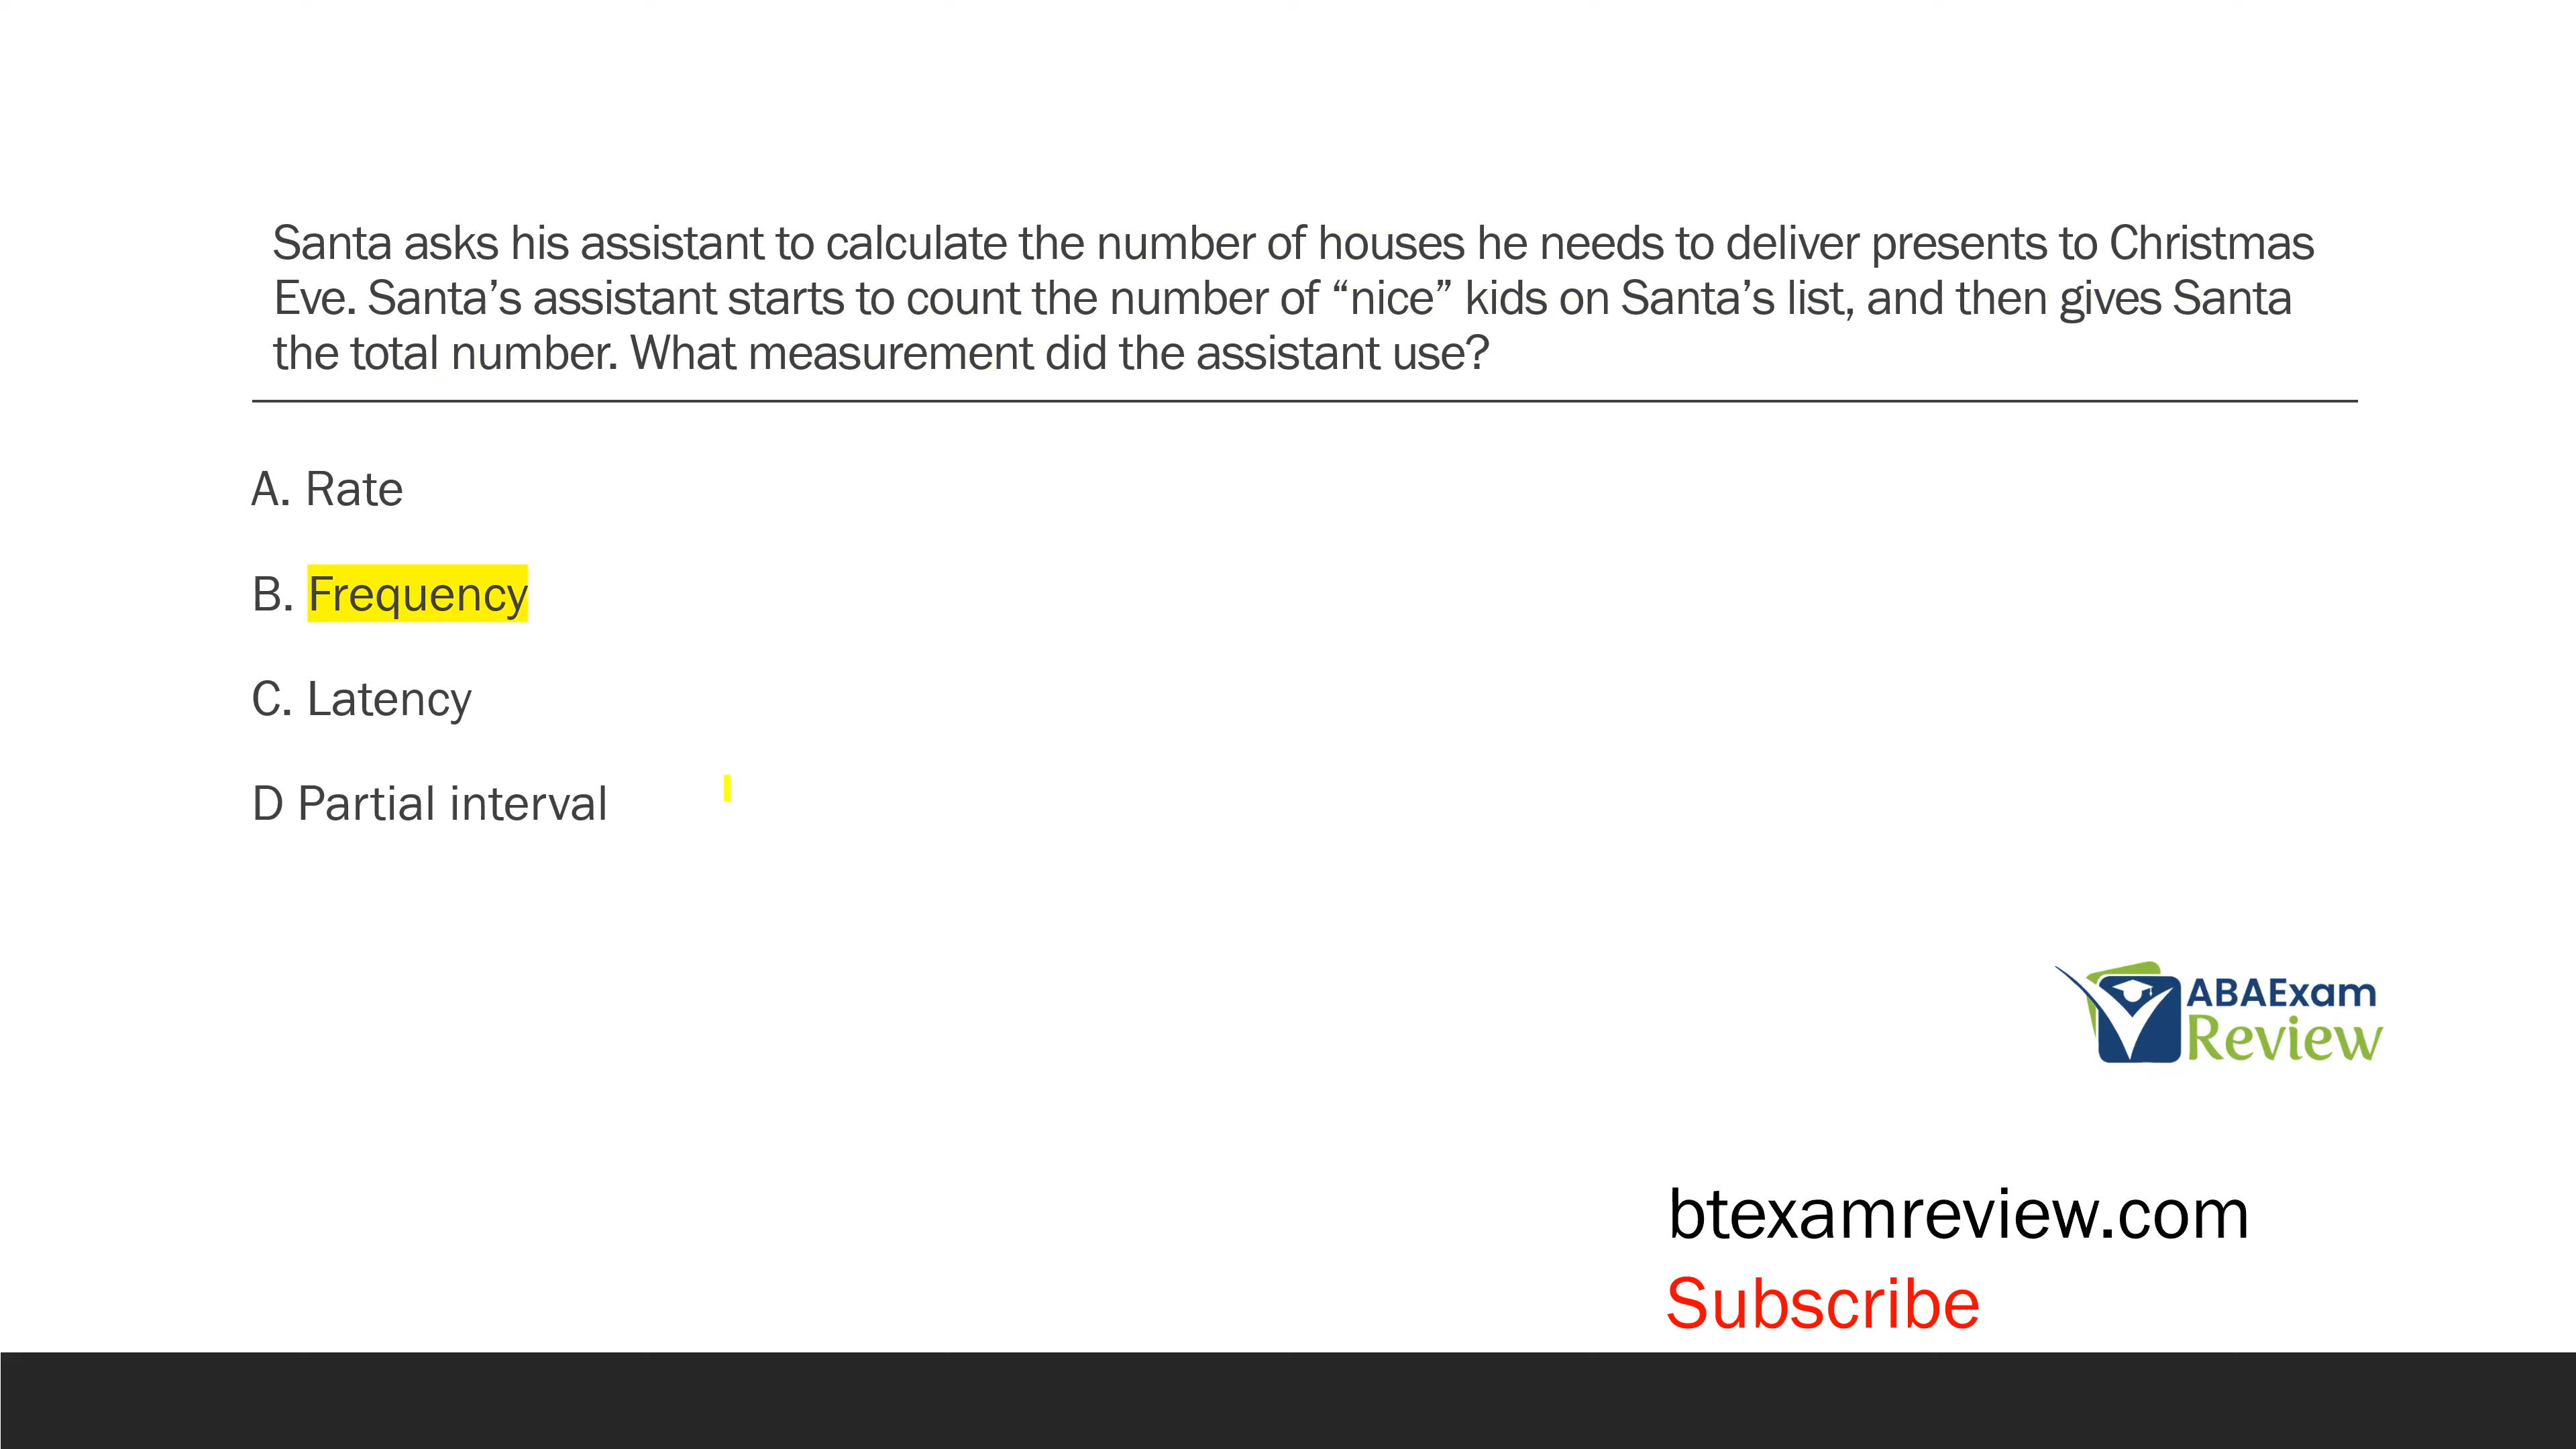 Santa asks his assistant to calculate the number of houses he needs to deliver presents to Christmas
Eve. Santa’s assistant starts to count the number of “nice” kids on Santa’s list, and then gives Santa
the total number. What measurement did the assistant use?
A. Rate
B. Frequency
C. Latency
D Partial interval
ABAExam
Review
btexamreview.com
Subscribe